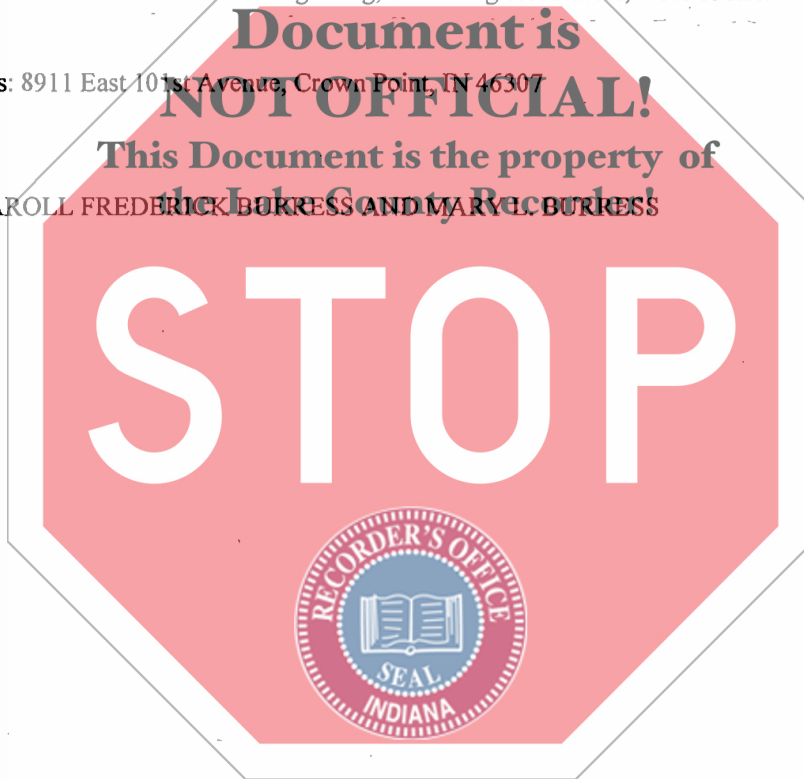 Document is
s: 8911 East 101st Avenue, Crown Point, IN 46307
NOT OFFICIAL!
This Document is the property of
the Lake County Recorder!
AROLL FREDERICK BURRESS AND MARY L. BURRESS
STOP
RECORDER'S OFFICE
SEAL
INDIANA